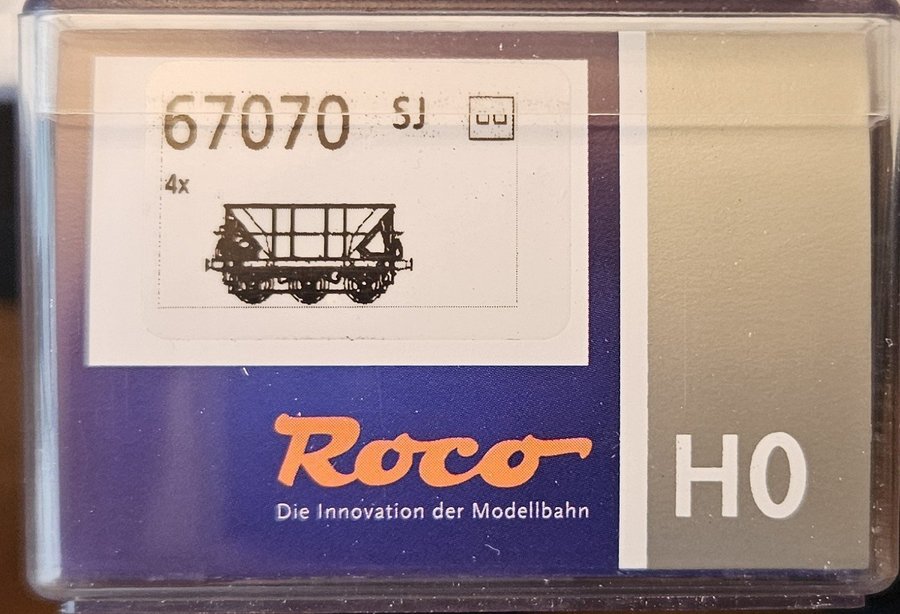 67070 SJ
4x
Roco
Die Innovation der Modellbahn
H0